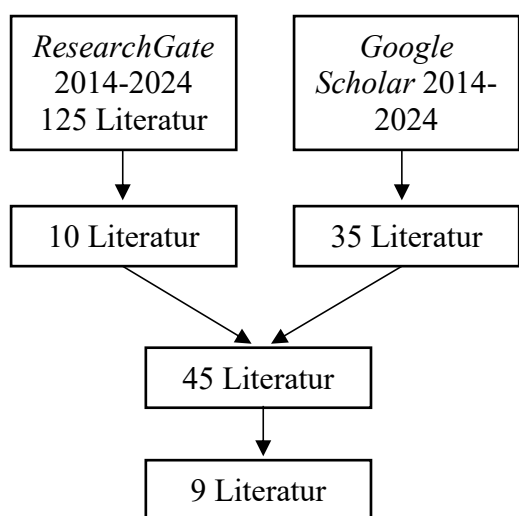 ResearchGate
2014-2024
125 Literatur
Google
Scholar 2014-
2024
10 Literatur
35 Literatur
45 Literatur
9 Literatur